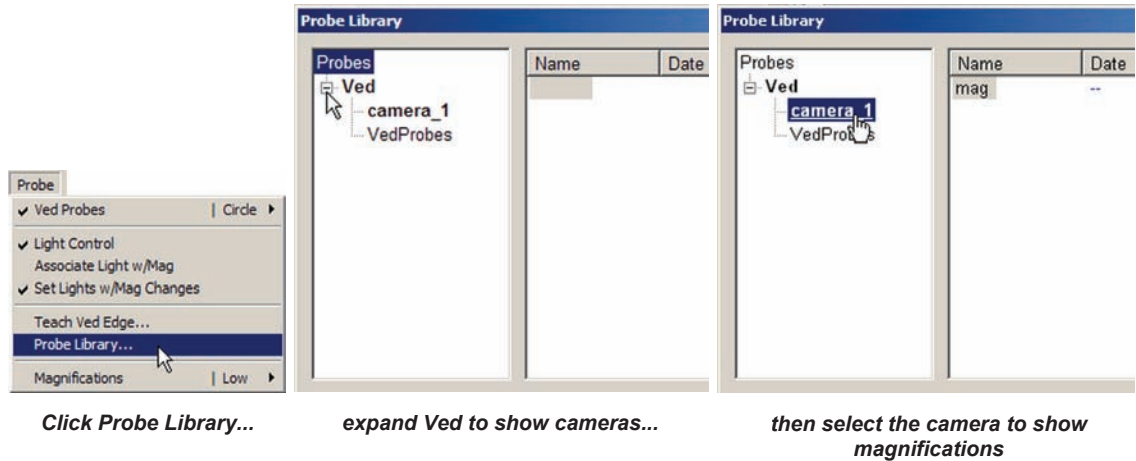 Probe
Ved Probes | Circle
Light Control
Associate Light w/Mag
Set Lights w/Mag Changes
Teach Ved Edge...
Probe Library...
Magnifications | Low
Click Probe Library...
Probe Library
Probes
Ved
camera_1
VedProbes
Name Date
expand Ved to show cameras...
Probe Library
Probes
Ved
camera_1
VedProbes
Name Date
mag --
then select the camera to show
magnifications